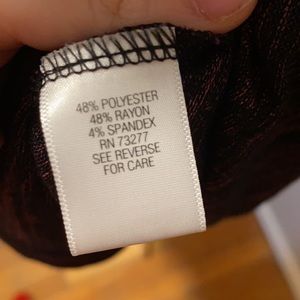 48% POLYESTER
48% RAYON
4% SPANDEX
RN 73277
SEE REVERSE
FOR CARE